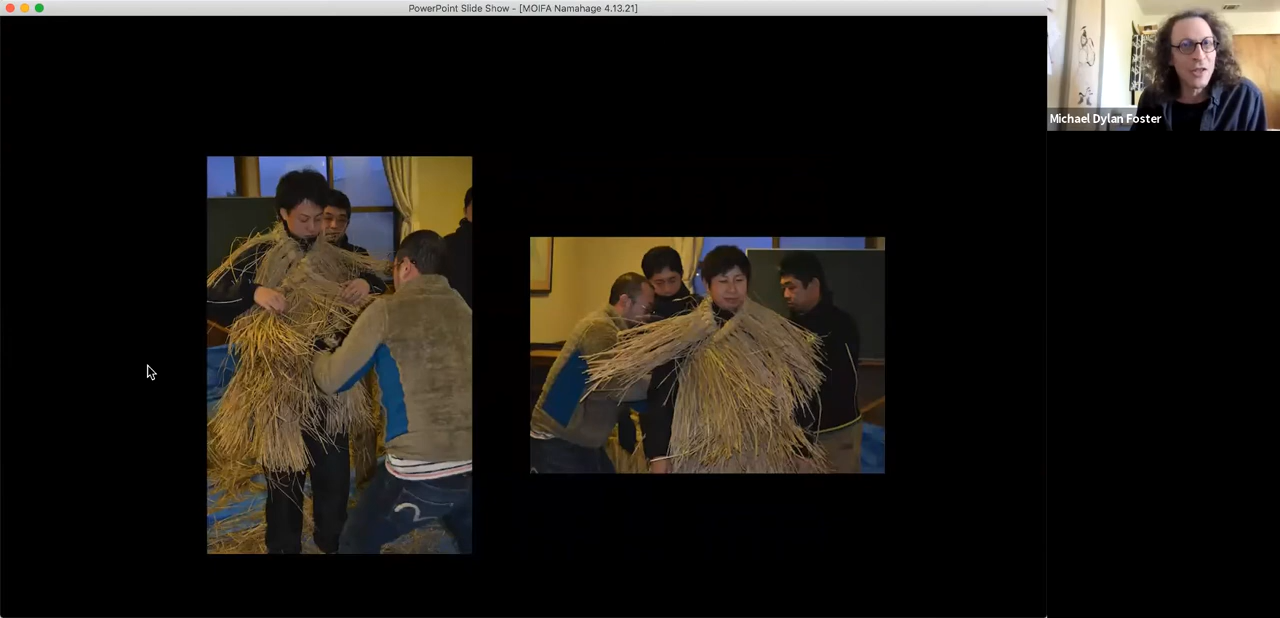 PowerPoint Slide Show - [MOIFA Namahage 4.13.21]
Michael Dylan Foster